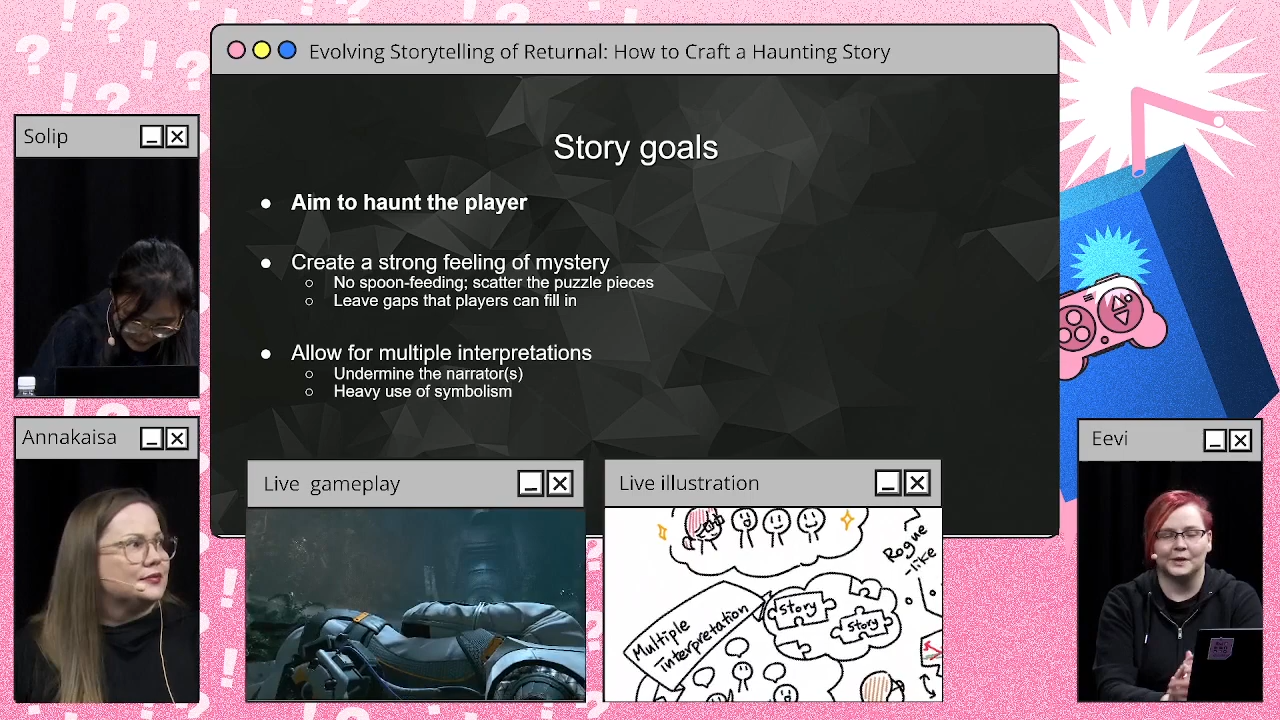 Evolving Storytelling of Returnal: How to Craft a Haunting Story
Solip
Story goals
● Aim to haunt the player
● Create a strong feeling of mystery
○ No spoon-feeding; scatter the puzzle pieces
○ Leave gaps that players can fill in
● Allow for multiple interpretations
○ Undermine the narrator(s)
○ Heavy use of symbolism
Annakaisa
Eevi
Live gameplay
Live illustration
Rogue
-like
Multiple
interpretation
story
story